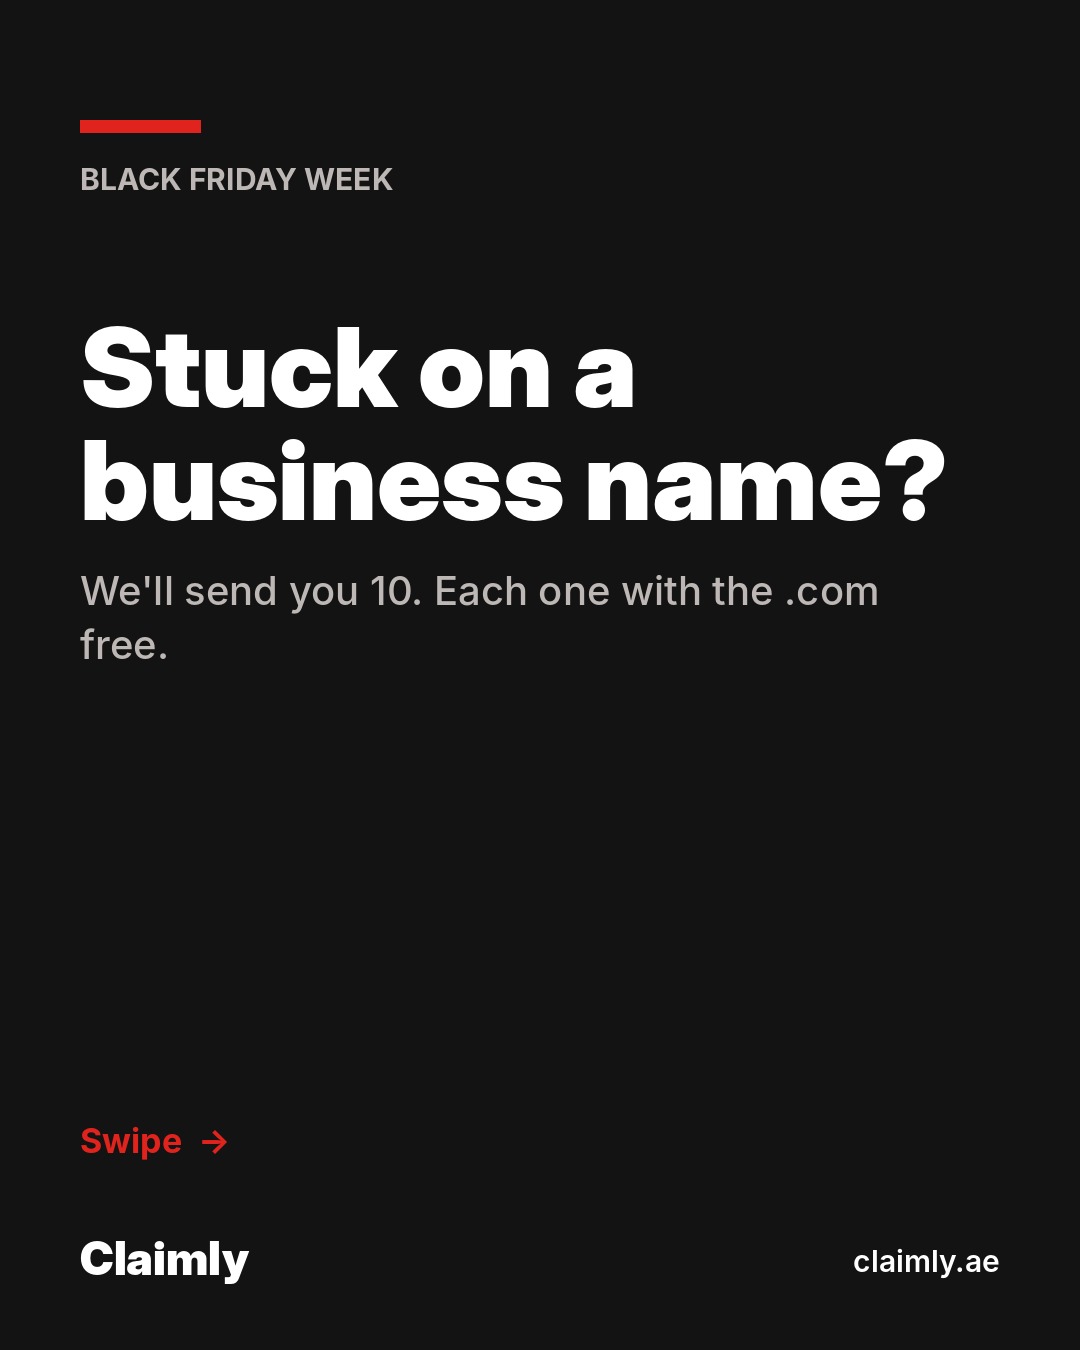 BLACK FRIDAY WEEK
Stuck on a
business name?
We'll send you 10. Each one with the .com
free.
Swipe →
Claimly
claimly.ae